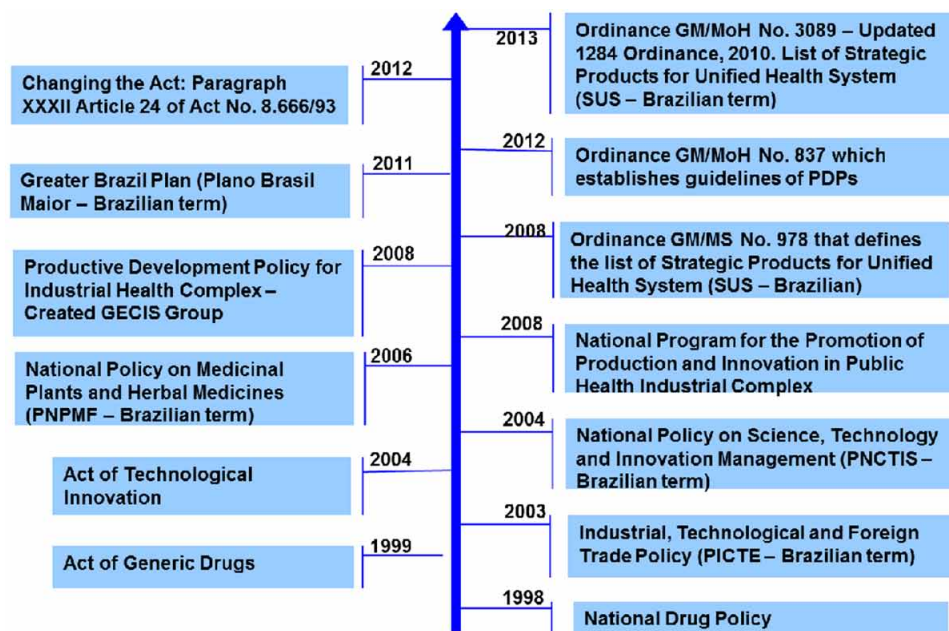 2013
Ordinance GM/MoH No. 3089 – Updated
1284 Ordinance, 2010. List of Strategic
Products for Unified Health System
(SUS – Brazilian term)
2012
Changing the Act: Paragraph
XXXII Article 24 of Act No. 8.666/93
2012
Ordinance GM/MoH No. 837 which
establishes guidelines of PDPs
2011
Greater Brazil Plan (Plano Brasil
Maior – Brazilian term)
2008
Ordinance GM/MS No. 978 that defines
the list of Strategic Products for Unified
Health System (SUS – Brazilian)
2008
Productive Development Policy for
Industrial Health Complex –
Created GECIS Group
2008
National Program for the Promotion of
Production and Innovation in Public
Health Industrial Complex
2006
National Policy on Medicinal
Plants and Herbal Medicines
(PNPMF – Brazilian term)
2004
National Policy on Science, Technology
and Innovation Management (PNCTIS –
Brazilian term)
2004
Act of Technological
Innovation
2003
Industrial, Technological and Foreign
Trade Policy (PICTE – Brazilian term)
1999
Act of Generic Drugs
1998
National Drug Policy